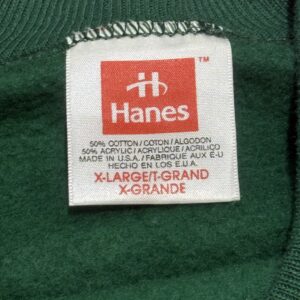 TM
Hanes
50% COTTON/COTON/ALGODON
50% ACRYLIC/ACRYLIQUE/ACRILICO
MADE IN U.S.A./FABRIQUE AUX É-U
HECHO EN LOS E.U.A.
X-LARGE/T-GRAND
X-GRANDE